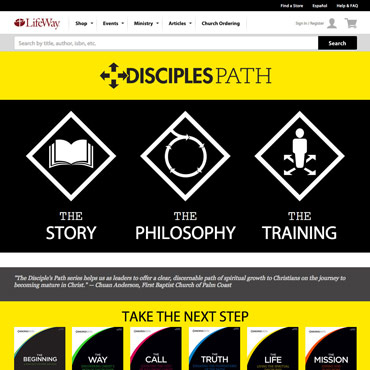 Find a Store Español Help & FAQ
LifeWay Shop Events Ministry Articles Church Ordering Sign in / Register
Search by title, author, isbn, etc. Search
DISCIPLES PATH
THE THE THE
STORY PHILOSOPHY TRAINING
"The Disciple's Path series helps us as leaders to offer a clear, discernable path of spiritual growth to Christians on the journey to
becoming mature in Christ." — Chuan Anderson, First Baptist Church of Palm Coast
TAKE THE NEXT STEP
THE THE THE THE THE THE
BEGINNING WAY CALL TRUTH LIFE MISSION